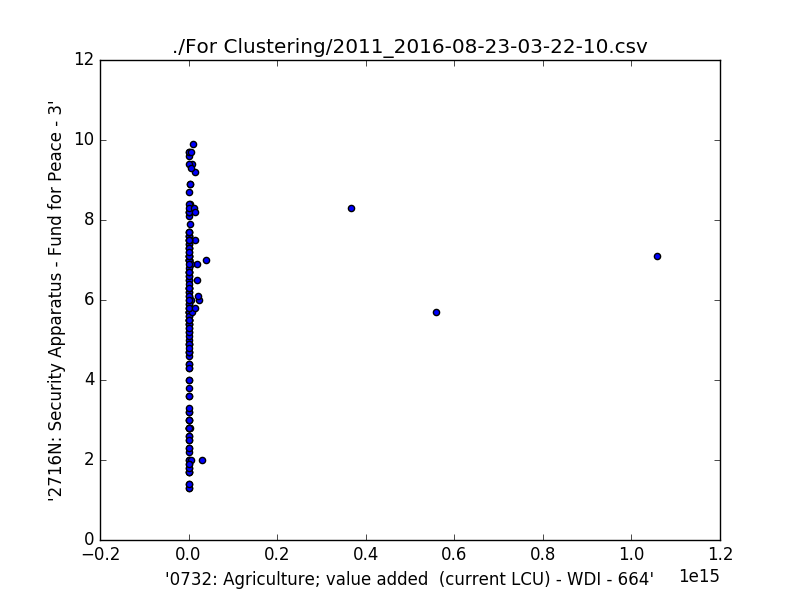 ./For Clustering/2011_2016-08-23-03-22-10.csv
12
10
8
6
4
2
0
'2716N: Security Apparatus - Fund for Peace - 3'
−0.2 0.0 0.2 0.4 0.6 0.8 1.0 1.2
1e15
'0732: Agriculture; value added  (current LCU) - WDI - 664'